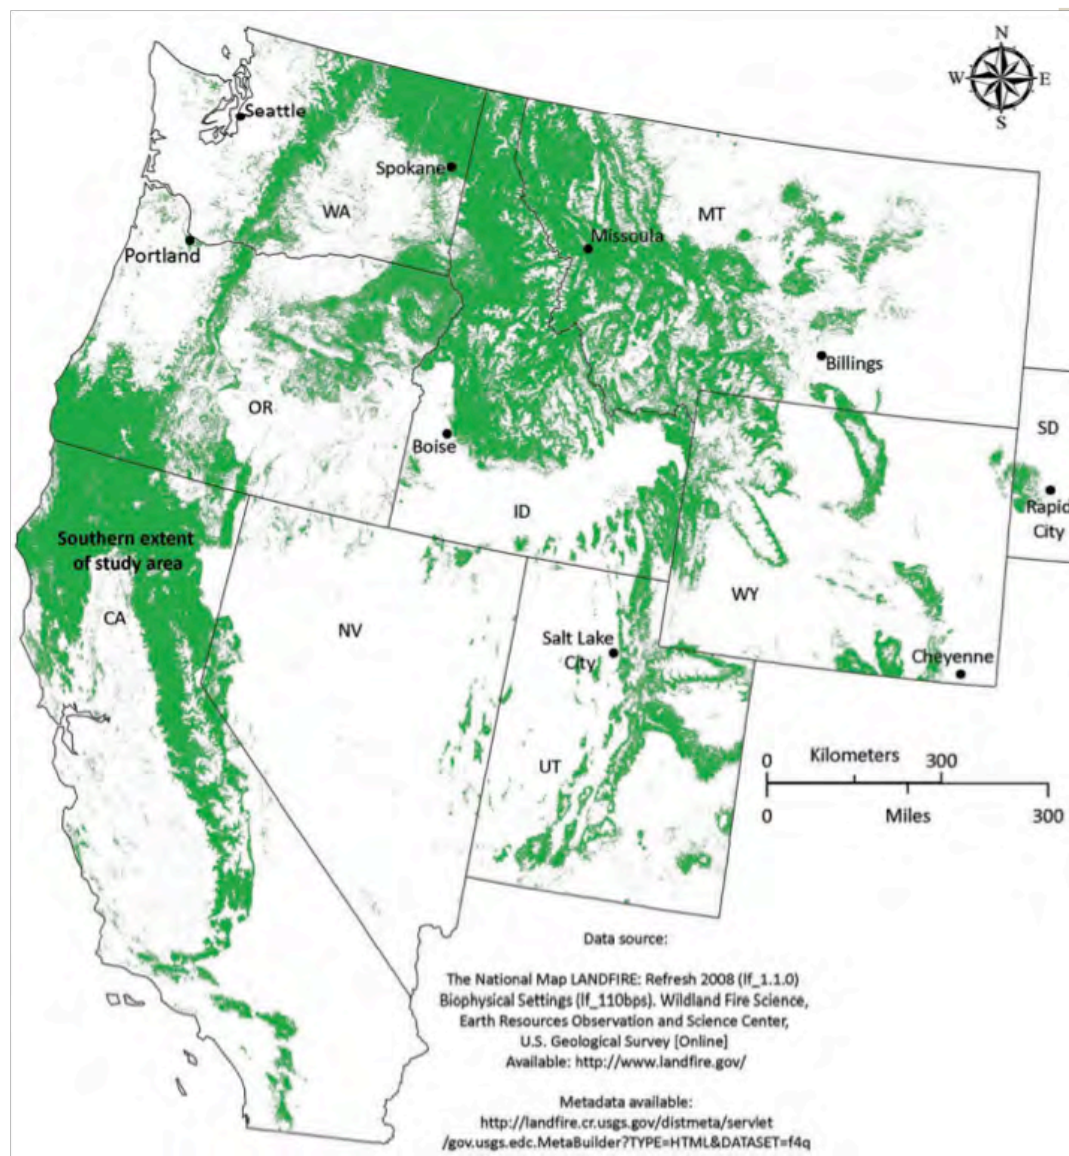 N
W
E
S
Seattle
Spokane
WA
MT
Missoula
Portland
Billings
OR
SD
Boise
Rapid
City
ID
Southern extent
of study area
WY
CA
NV
Salt Lake
City
Cheyenne
UT
Kilometers
0
300
0
Miles
300
Data source:
The National Map LANDFIRE: Refresh 2008 (lf_1.1.0)
Biophysical Settings (lf_110bps). Wildland Fire Science,
Earth Resources Observation and Science Center,
U.S. Geological Survey [Online]
Available: http://www.landfire.gov/
Metadata available:
http://landfire.cr.usgs.gov/distmeta/servlet
/gov.usgs.edc.MetaBuilder?TYPE=HTML&DATASET=f4q